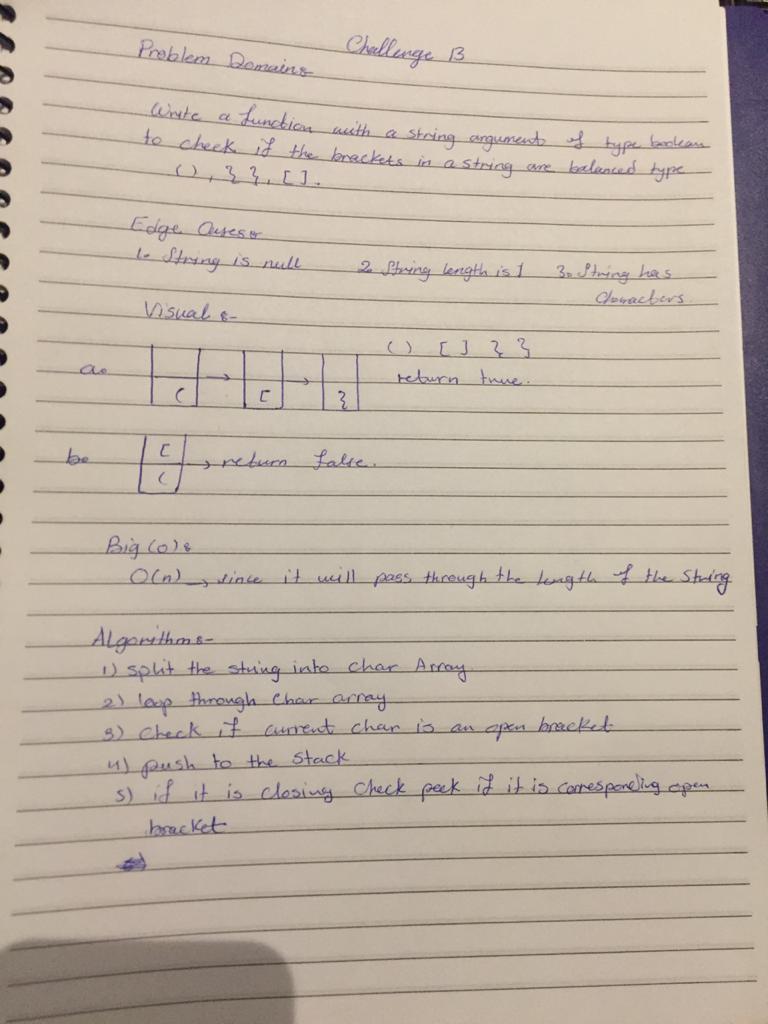 Challenge 13
Problem Domain:
Write a function with a string argument of type boolean
to check if the brackets in a string are balanced type
(), { }, [ ].
Edge Cases:
1. String is null 2. String length is 1 3. String has
characters.
Visual :-
a. ( → [ → } () [ ] { }
return true.
b. [ ( → return false.
Big (O):
O(n) → since it will pass through the length of the string
Algorithm :-
1) split the string into char Array
2) loop through char array
3) check if current char is an open bracket
4) push to the stack
5) if it is closing check peek if it is corresponding open
bracket